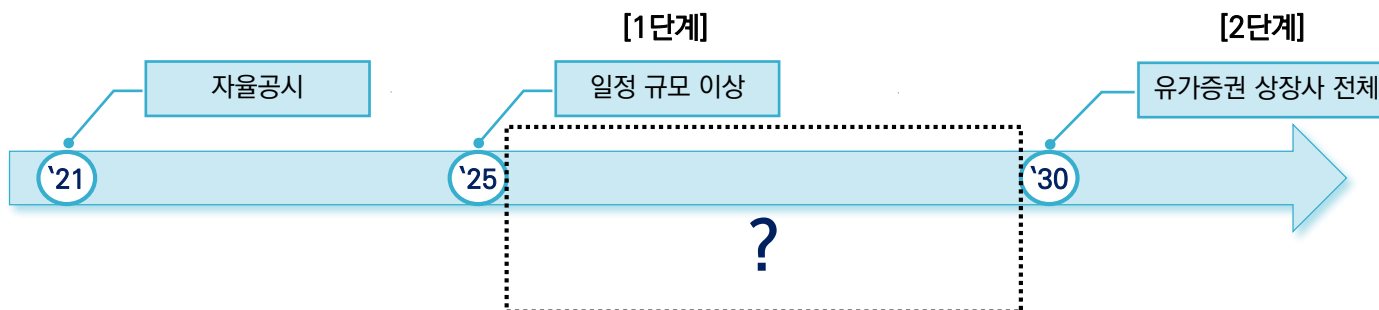 [1단계]
[2단계]
자율공시
일정 규모 이상
유가증권 상장사 전체
‵21
‵25
‵30
?